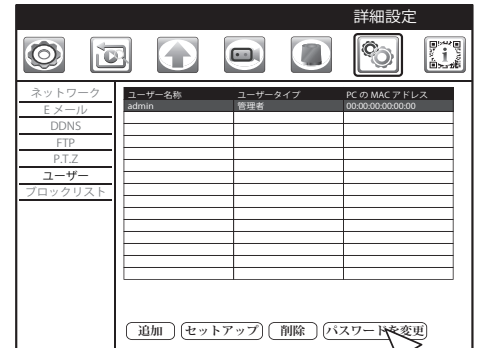 詳細設定
ネットワーク
E メール
DDNS
FTP
P.T.Z
ユーザー
ブロックリスト
ユーザー名称 ユーザータイプ PC の MAC アドレス
admin 管理者 00:00:00:00:00:00
追加 セットアップ 削除 パスワードを変更